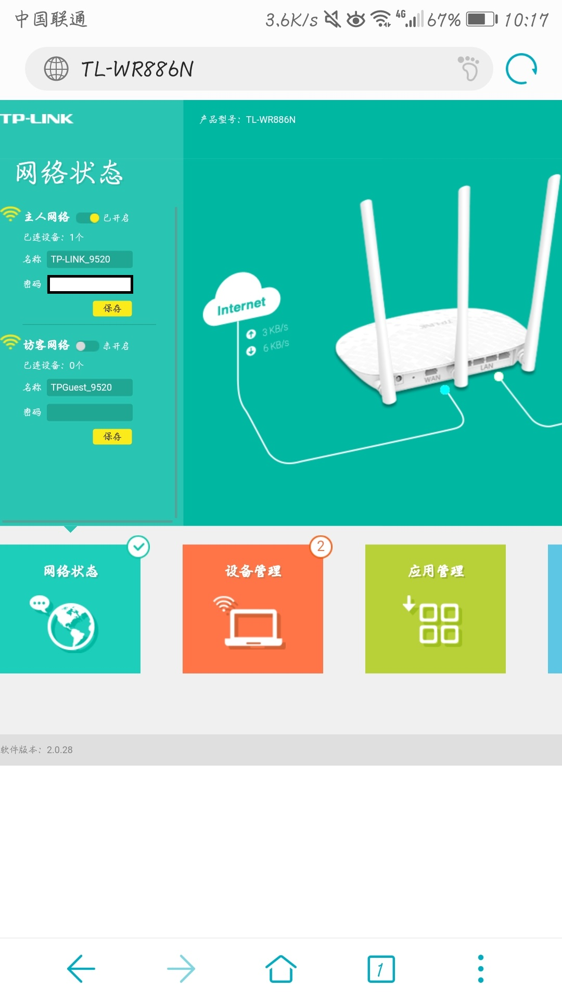 中国联通 3.6K/s 4G 67% 10:17
TL-WR886N
TP-LINK
产品型号：TL-WR886N
网络状态
主人网络 已开启
已连设备：1个
名称 TP-LINK_9520
密码
保存
访客网络 未开启
已连设备：0个
名称 TPGuest_9520
密码
保存
Internet
3 KB/s
6 KB/s
TP-LINK
WAN
LAN
网络状态
设备管理 2
应用管理
软件版本：2.0.28
1